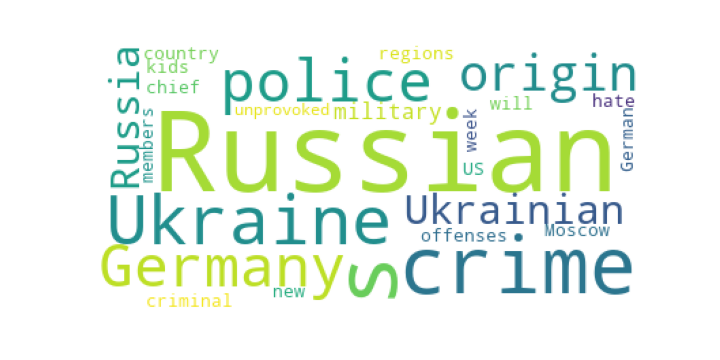 country
kids
chief
regions
Russia
police
origin
unprovoked
military
will
hate
members
Russian
week
US
German
Ukraine
Ukrainian
offenses
Moscow
Germany
s
crime
criminal
new